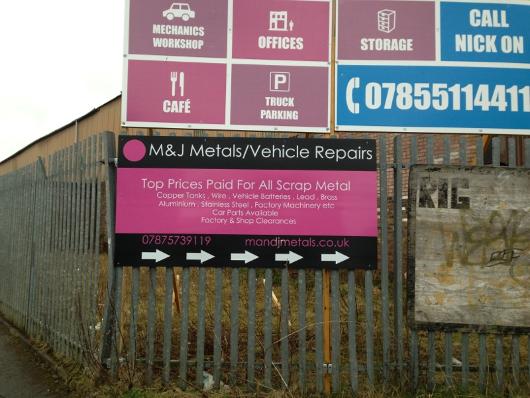 MECHANICS
WORKSHOP
OFFICES
CAFÉ
TRUCK
PARKING
P
STORAGE
CALL
NICK ON
07855114411
M&J Metals/Vehicle Repairs
Top Prices Paid For All Scrap Metal
Copper Tanks , Wire , Vehicle Batteries , Lead , Brass
Aluminium , Stainless Steel , Factory Machinery etc
Car Parts Available
Factory & Shop Clearances
07875739119 mandjmetals.co.uk